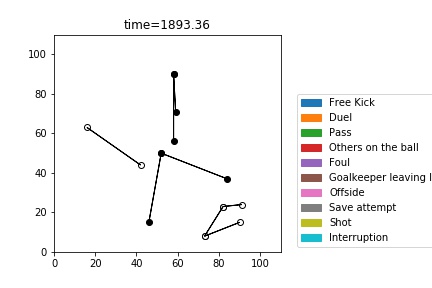 time=1893.36
100
80
60
40
20
0
0 20 40 60 80 100
Free Kick
Duel
Pass
Others on the ball
Foul
Goalkeeper leaving l
Offside
Save attempt
Shot
Interruption